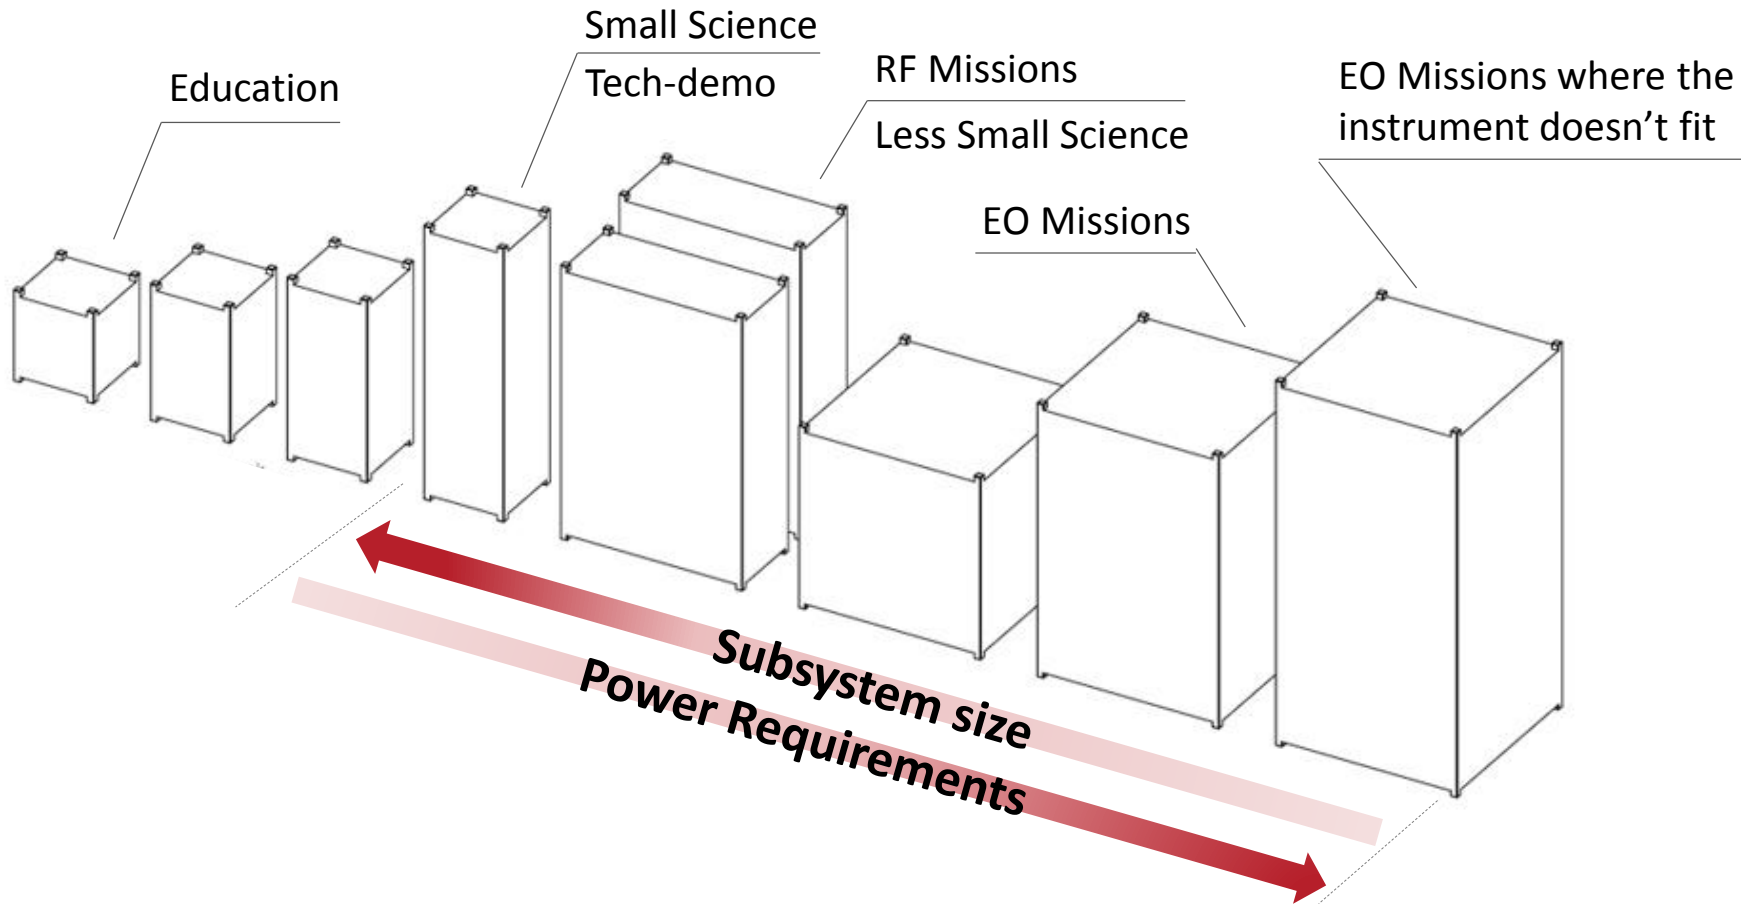 Education
Small Science
Tech-demo
RF Missions
Less Small Science
EO Missions
EO Missions where the
instrument doesn’t fit
Subsystem size
Power Requirements